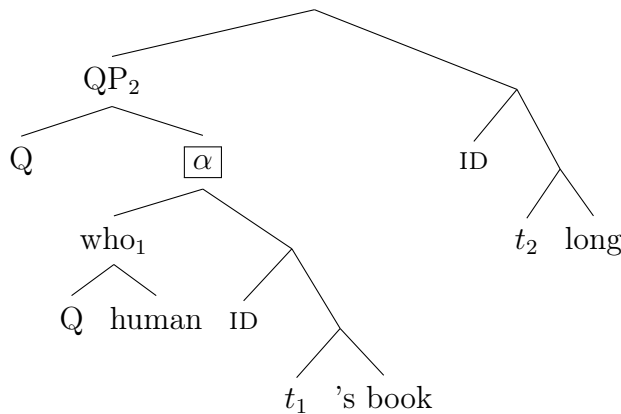 QP₂
Q α ID
who₁ t₂ long
Q human ID
t₁ 's book